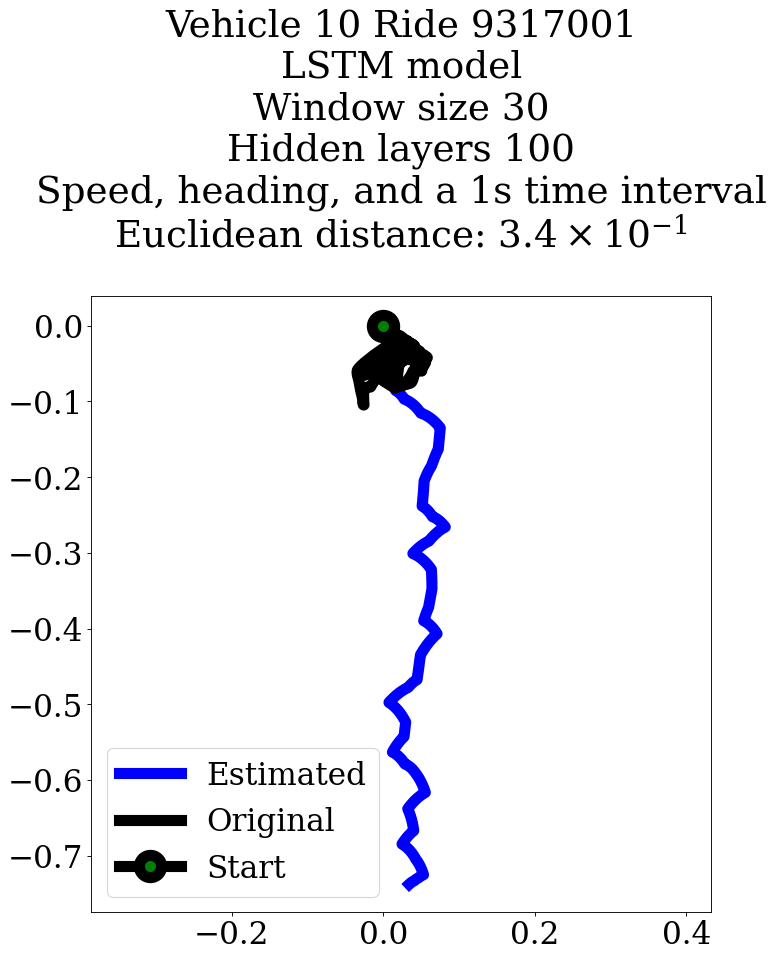 Vehicle 10 Ride 9317001
LSTM model
Window size 30
Hidden layers 100
Speed, heading, and a 1s time interval
Euclidean distance: 3.4 × 10⁻¹
0.0
−0.1
−0.2
−0.3
−0.4
−0.5
−0.6
−0.7
Estimated
Original
Start
−0.2 0.0 0.2 0.4